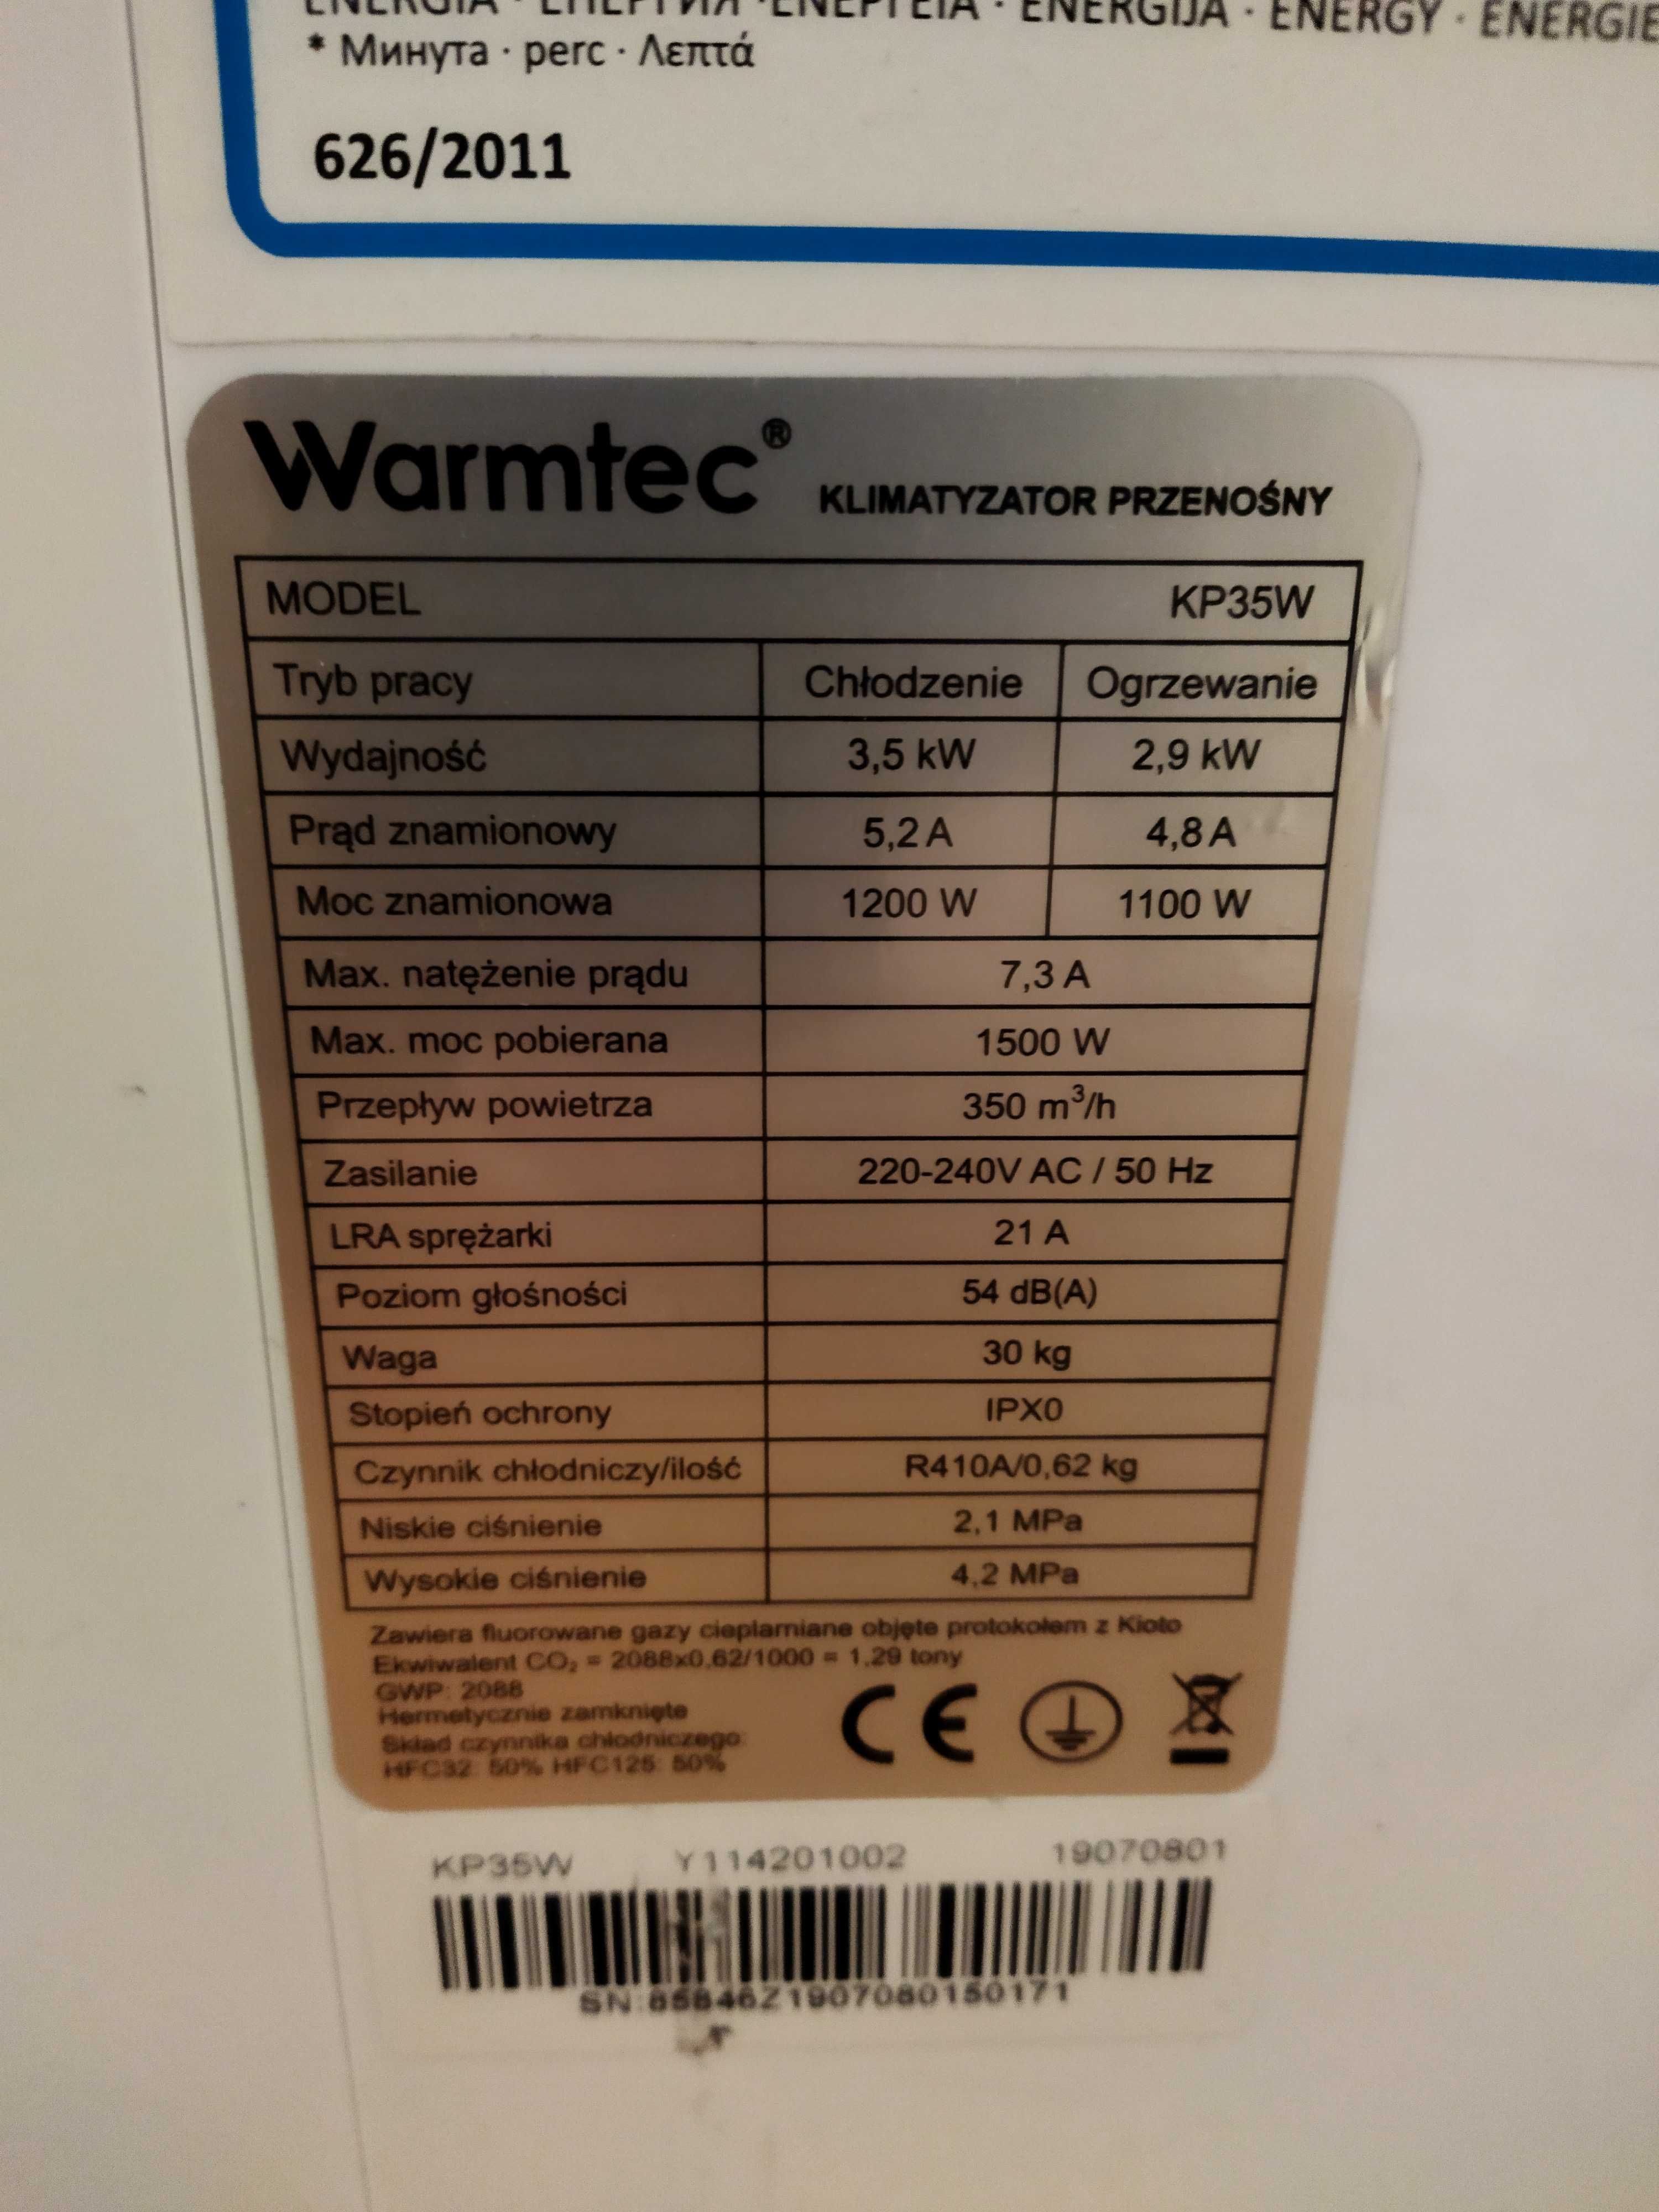 ENERGIJA · ENERGY · ENERGIE
* Минута · perc · Λεπτά
626/2011
Warmtec® KLIMATYZATOR PRZENOŚNY
MODEL KP35W
Tryb pracy Chłodzenie Ogrzewanie
Wydajność 3,5 kW 2,9 kW
Prąd znamionowy 5,2 A 4,8 A
Moc znamionowa 1200 W 1100 W
Max. natężenie prądu 7,3 A
Max. moc pobierana 1500 W
Przepływ powietrza 350 m³/h
Zasilanie 220-240V AC / 50 Hz
LRA sprężarki 21 A
Poziom głośności 54 dB(A)
Waga 30 kg
Stopień ochrony IPX0
Czynnik chłodniczy/ilość R410A/0,62 kg
Niskie ciśnienie 2,1 MPa
Wysokie ciśnienie 4,2 MPa
Zawiera fluorowane gazy cieplarniane objęte protokołem z Kioto
Ekwiwalent CO₂ = 2088x0,62/1000 = 1,29 tony
GWP: 2088
Hermetycznie zamknięte
Skład czynnika chłodniczego:
HFC32: 50% HFC125: 50%
CE
KP35W Y114201002 19070801
SN:85846Z1907080150171